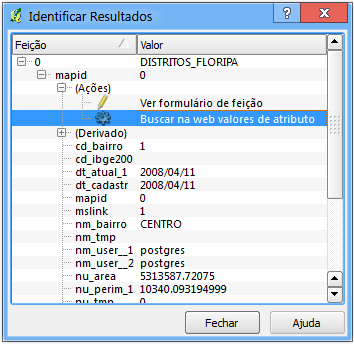 Identificar Resultados
Feição Valor
0 DISTRITOS_FLORIPA
mapid 0
(Ações)
Ver formulário de feição
Buscar na web valores de atributo
(Derivado)
cd_bairro 1
cd_ibge200
dt_atual_1 2008/04/11
dt_cadastr 2008/04/11
mapid 0
mslink 1
nm_bairro CENTRO
nm_tmp
nm_user__1 postgres
nm_user__2 postgres
nu_area 5313587.72075
nu_perim_1 10340.093194999
nu_tmp 0
Fechar Ajuda